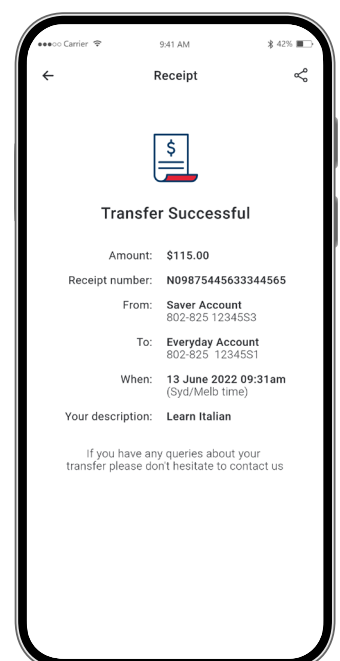 Carrier 9:41 AM 42%
Receipt
$
Transfer Successful
Amount: $115.00
Receipt number: N09875445633344565
From: Saver Account
802-825 12345S3
To: Everyday Account
802-825 12345S1
When: 13 June 2022 09:31am
(Syd/Melb time)
Your description: Learn Italian
If you have any queries about your
transfer please don't hesitate to contact us